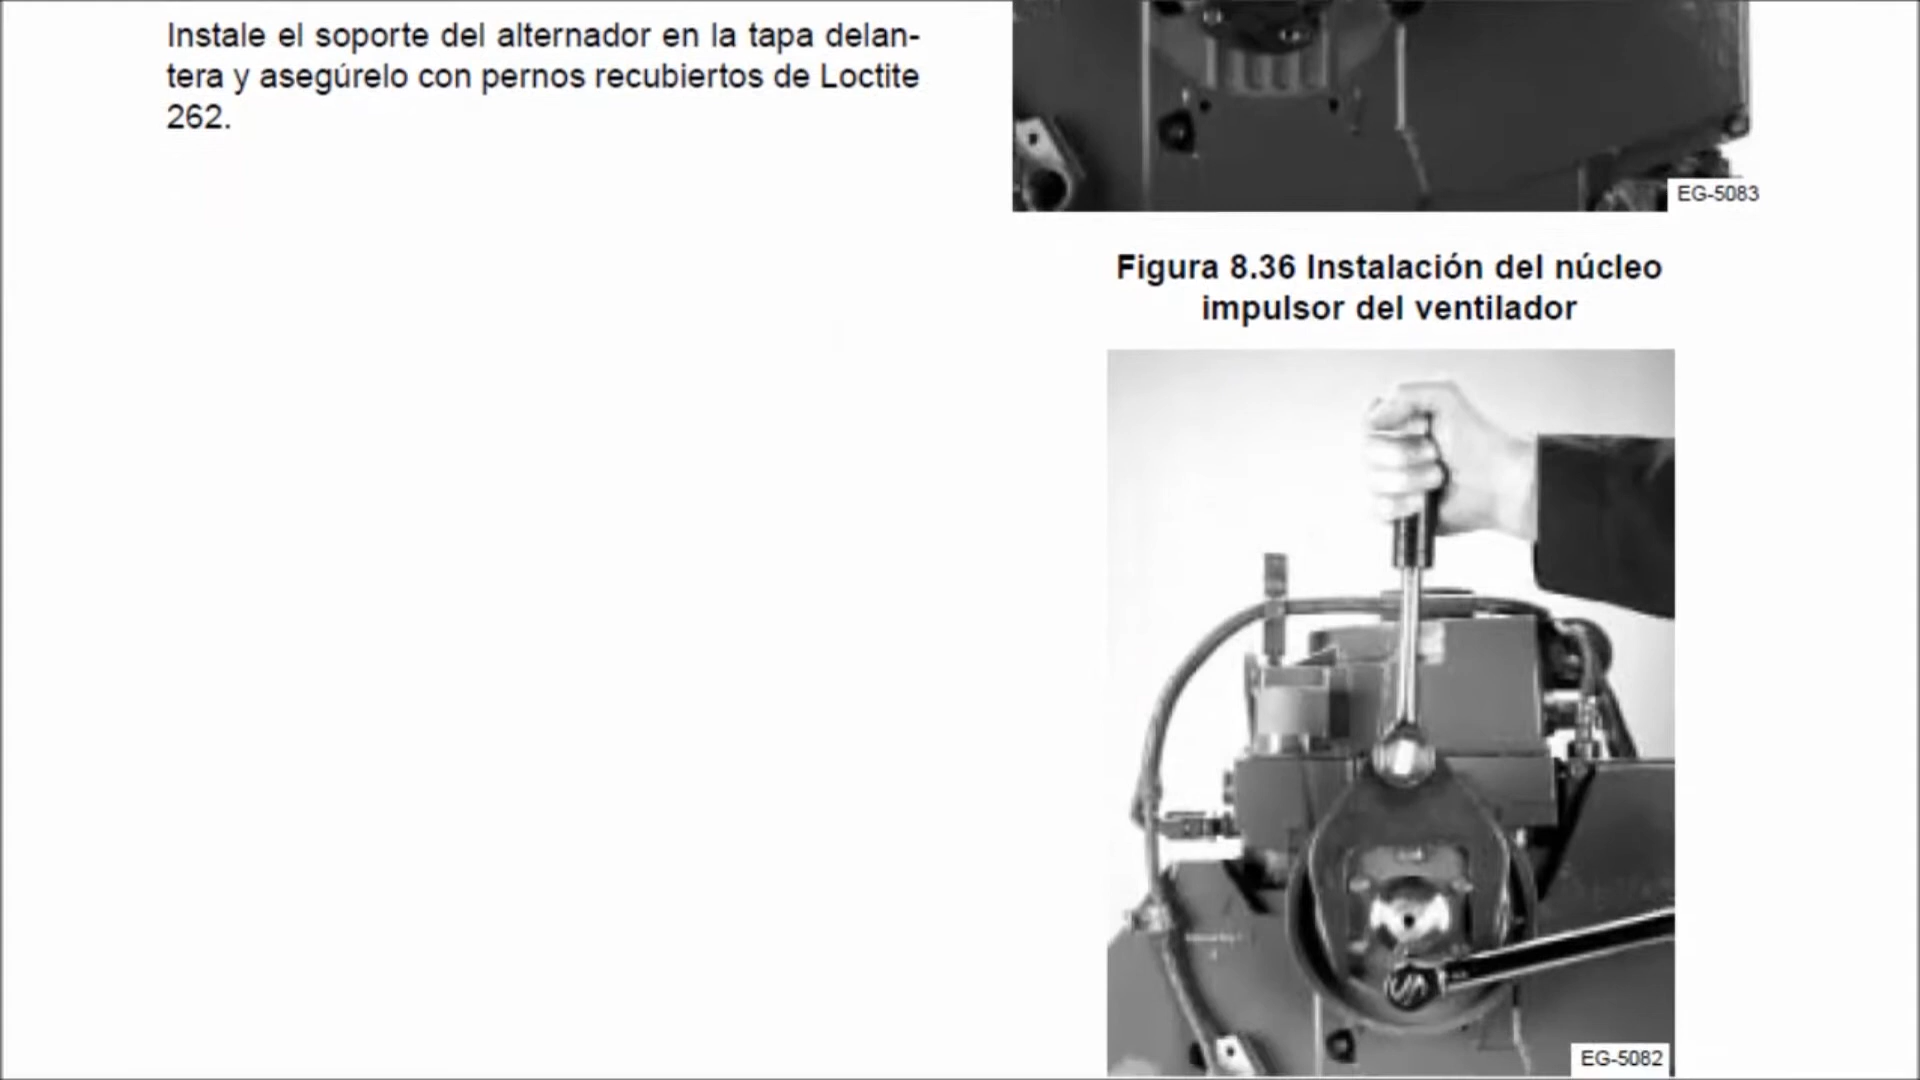 Instale el soporte del alternador en la tapa delan-
tera y asegúrelo con pernos recubiertos de Loctite
262.
EG-5083
Figura 8.36 Instalación del núcleo
impulsor del ventilador
EG-5082